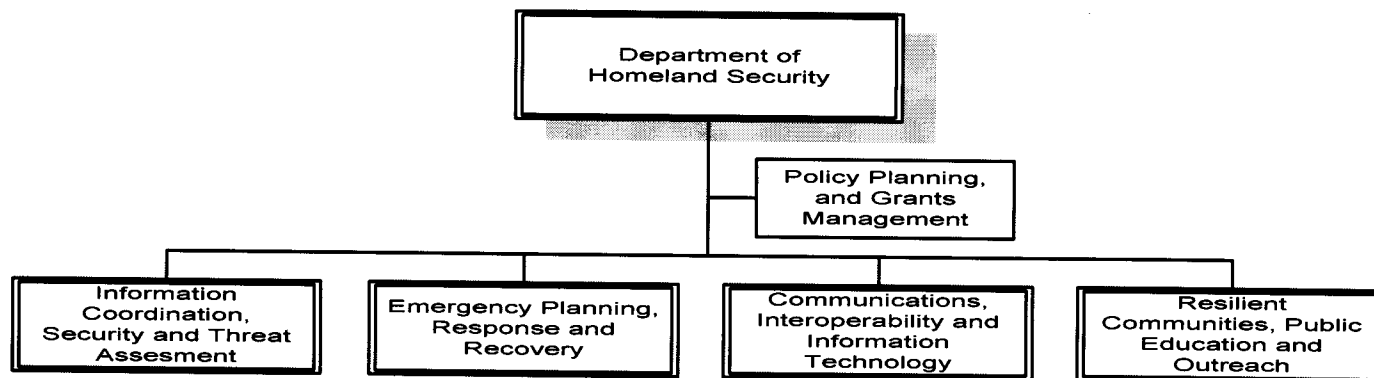 Department of
Homeland Security
Policy Planning,
and Grants
Management
Information
Coordination,
Security and Threat
Assesment
Emergency Planning,
Response and
Recovery
Communications,
Interoperability and
Information
Technology
Resilient
Communities, Public
Education and
Outreach